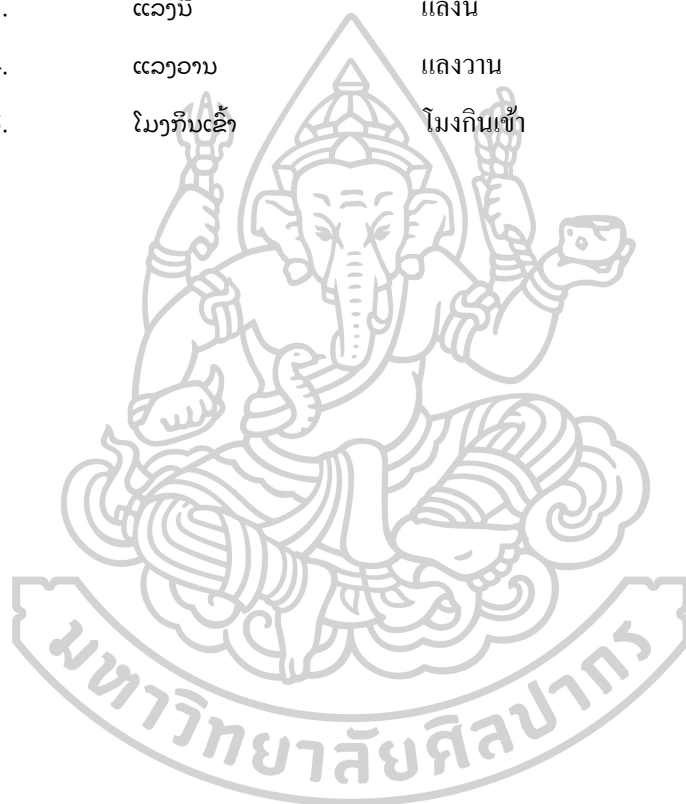 ແລງນີ້ แลงนี้
ແລງວານ แลงวาน
ໂມງກິນເຂົ້າ โมงกินเข้า
มหาวิทยาลัยศิลปากร